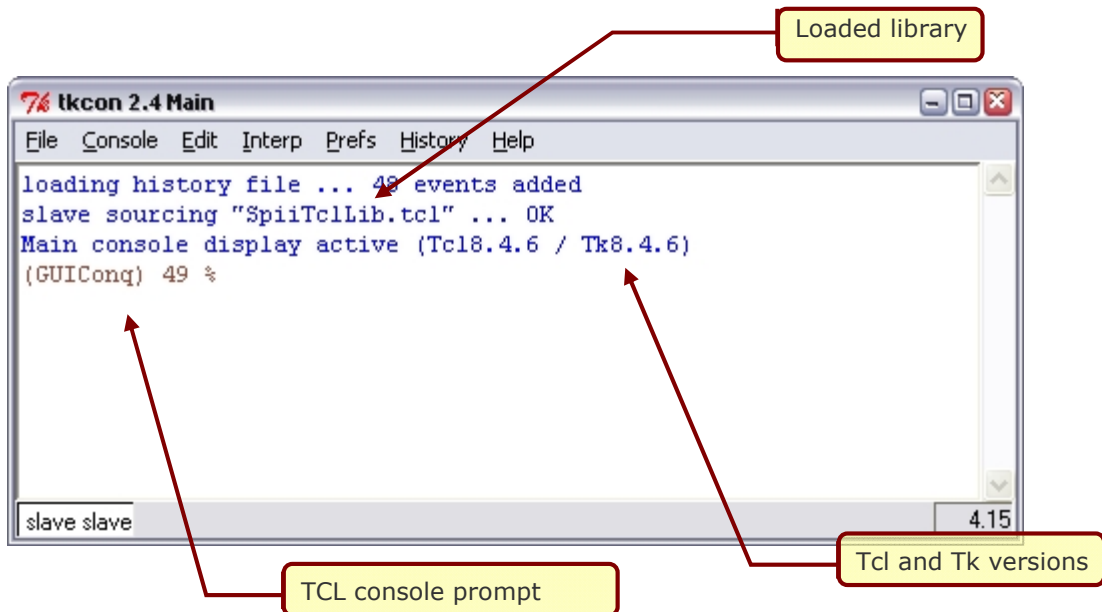 Loaded library
tkcon 2.4 Main
File Console Edit Interp Prefs History Help
loading history file ... 48 events added
slave sourcing "SpiiTclLib.tcl" ... OK
Main console display active (Tcl8.4.6 / Tk8.4.6)
(GUIConq) 49 %
slave slave 4.15
Tcl and Tk versions
TCL console prompt